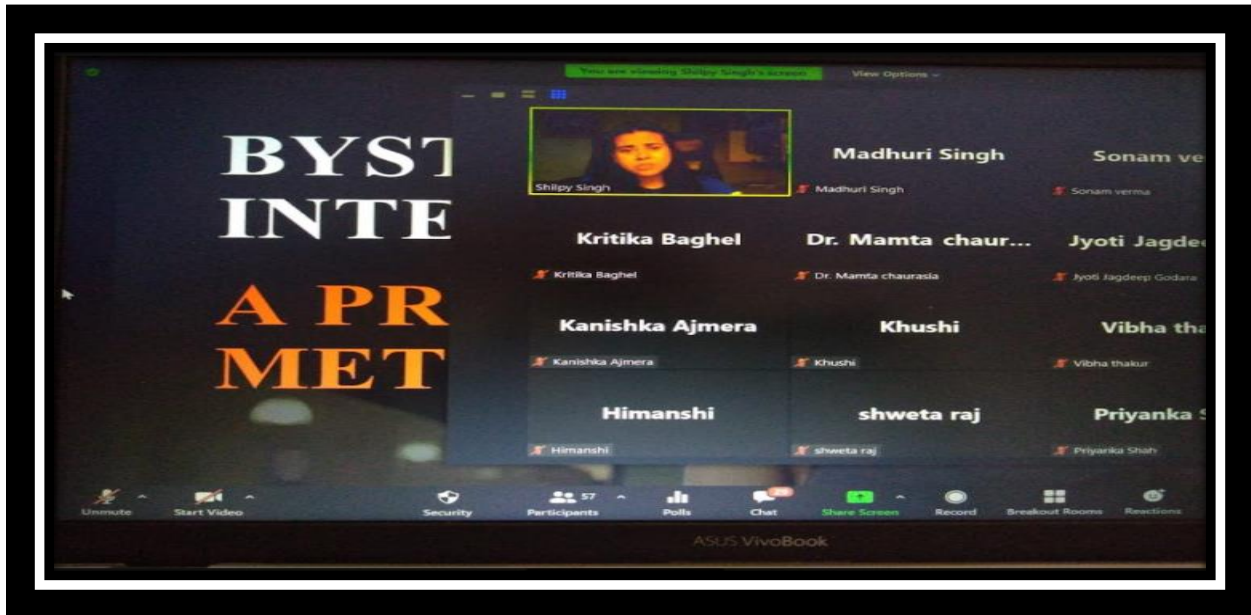 You are viewing Shilpy Singh's screen View Options
BYST
INTE
A PR
MET
Shilpy Singh
Madhuri Singh
Madhuri Singh
Sonam ve
Sonam verma
Kritika Baghel
Kritika Baghel
Dr. Mamta chaur...
Dr. Mamta chaurasia
Jyoti Jagdee
Jyoti Jagdeep Godara
Kanishka Ajmera
Kanishka Ajmera
Khushi
Khushi
Vibha tha
Vibha thakur
Himanshi
Himanshi
shweta raj
shweta raj
Priyanka S
Priyanka Shah
Unmute
Start Video
Security
57
Participants
Polls
Chat
Share Screen
Record
Breakout Rooms
Reactions
ASUS VivoBook